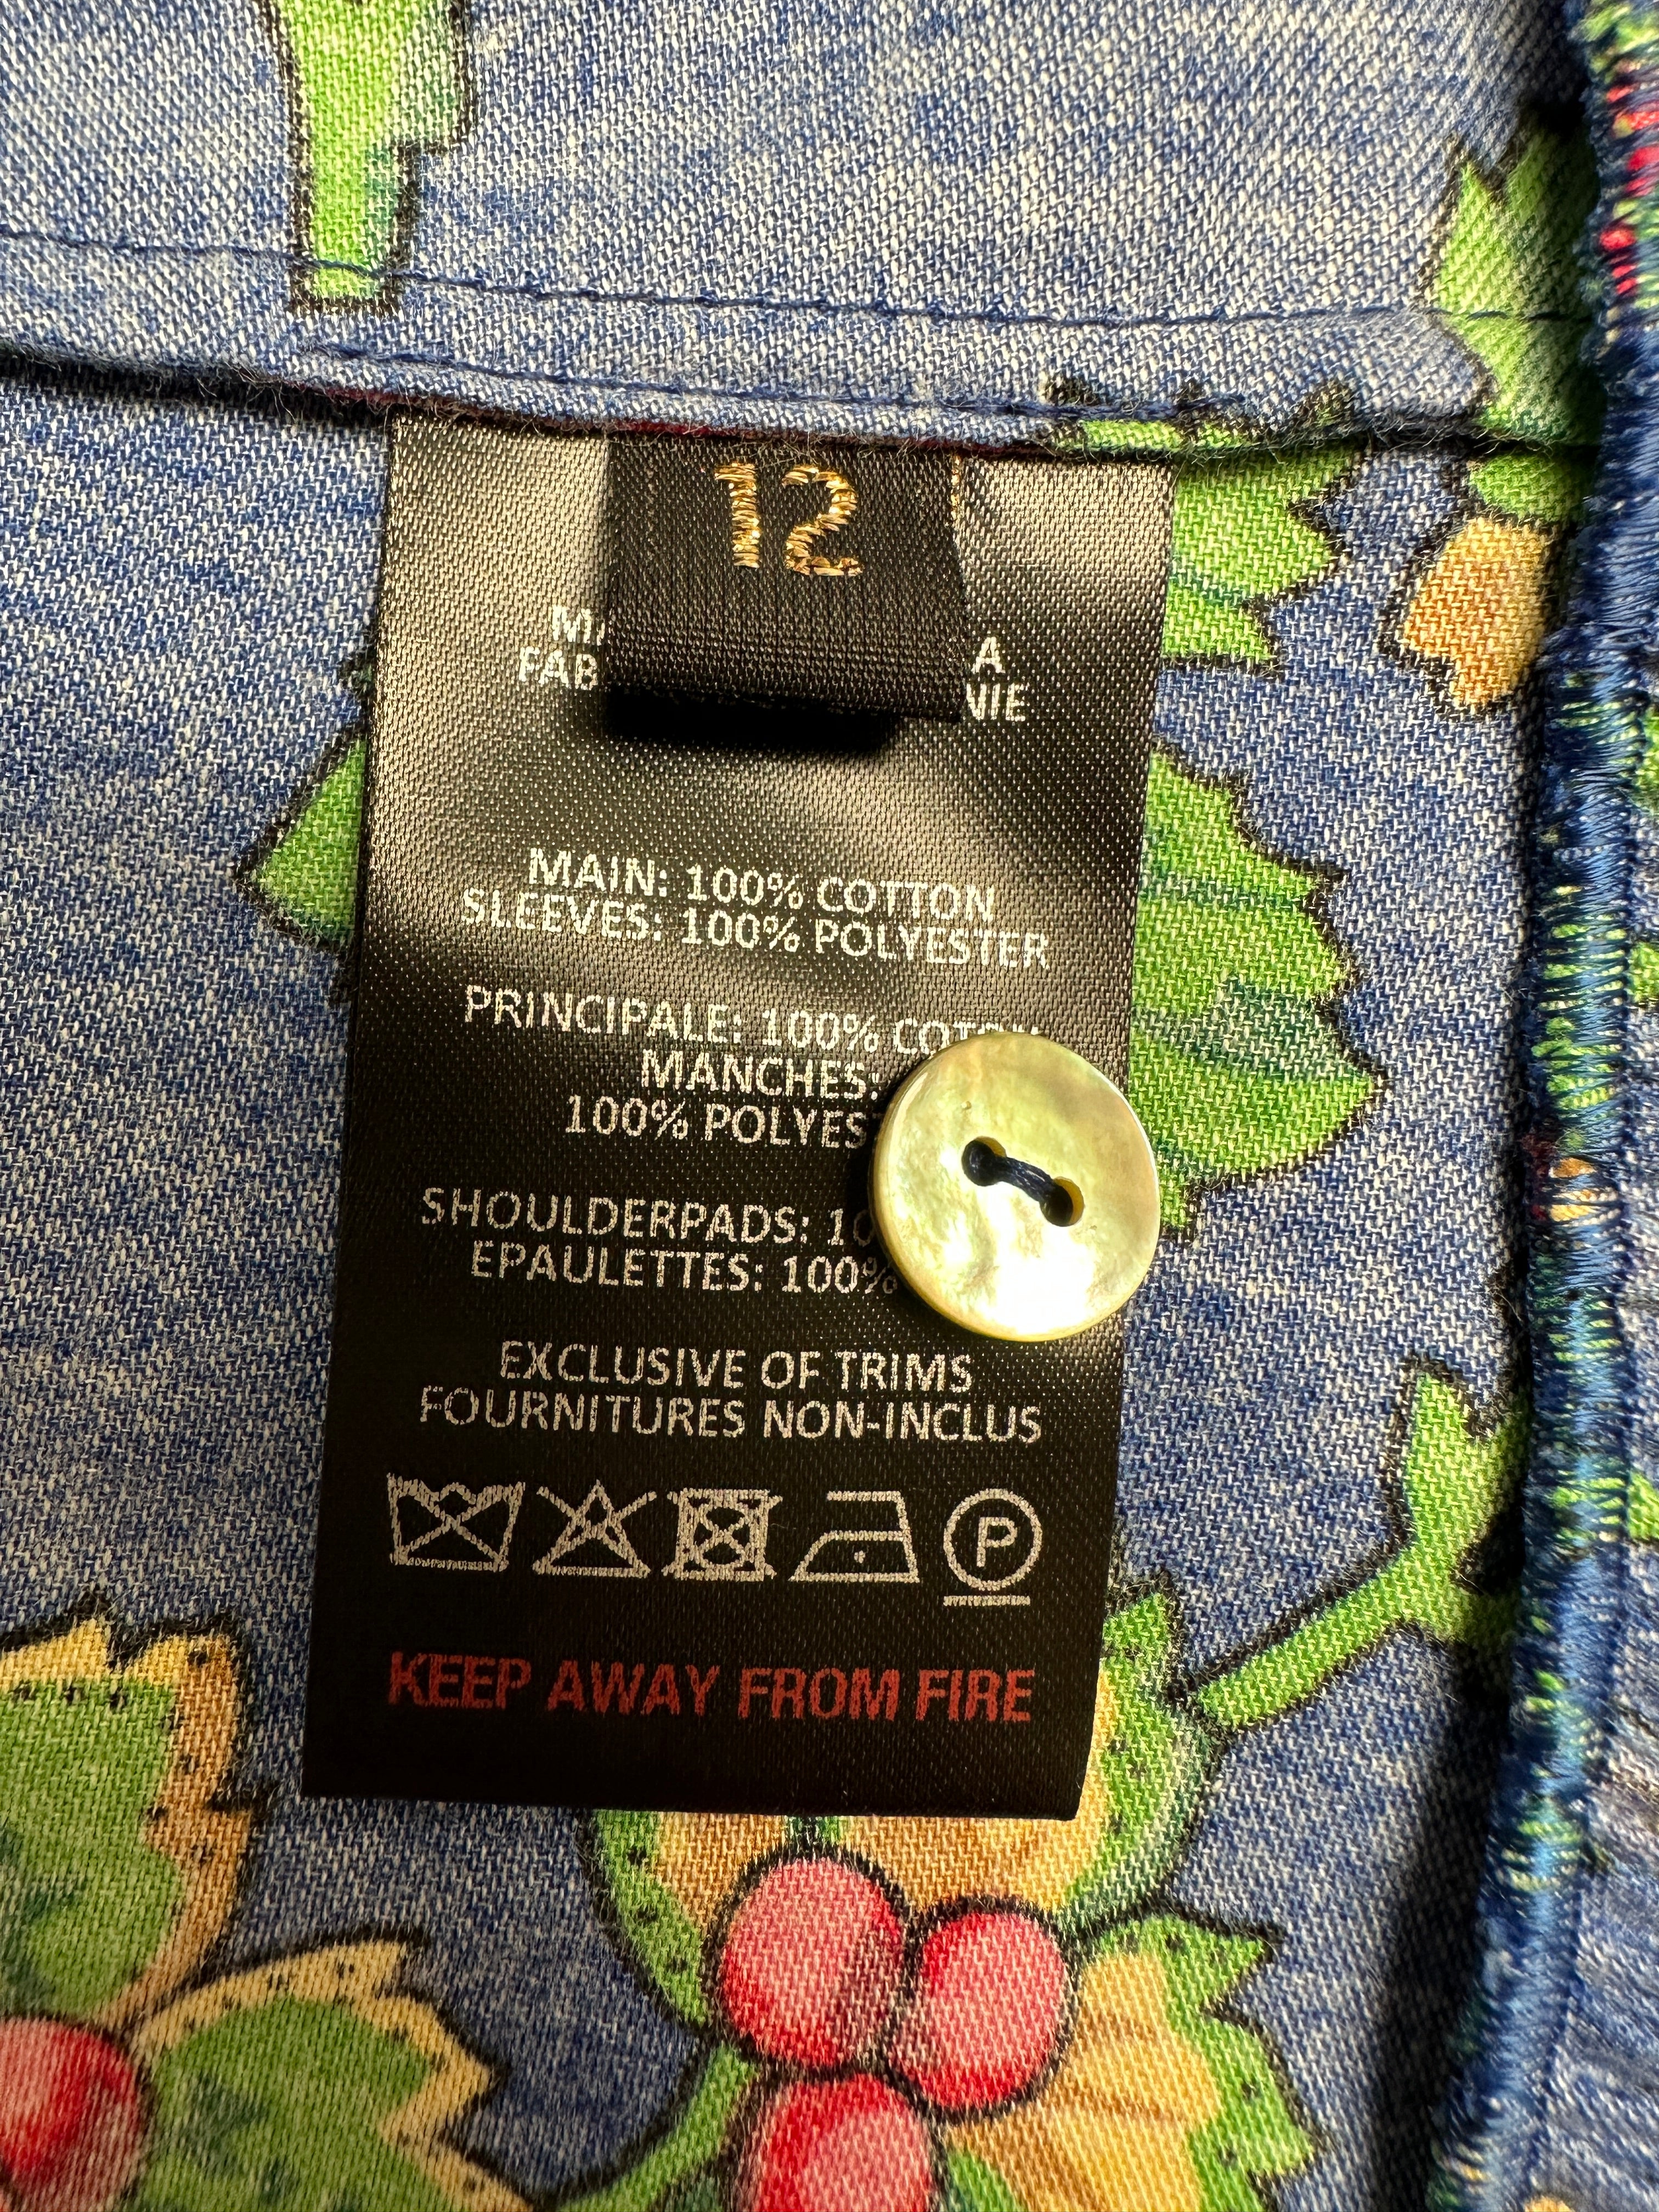 12
MAIN: 100% COTTON
SLEEVES: 100% POLYESTER
PRINCIPALE: 100%
MANCHES:
100%
SHOULDERPADS:
EPAULETTES: 100%
EXCLUSIVE OF TRIMS
FOURNITURES NON-INCLUS
P
KEEP AWAY FROM FIRE